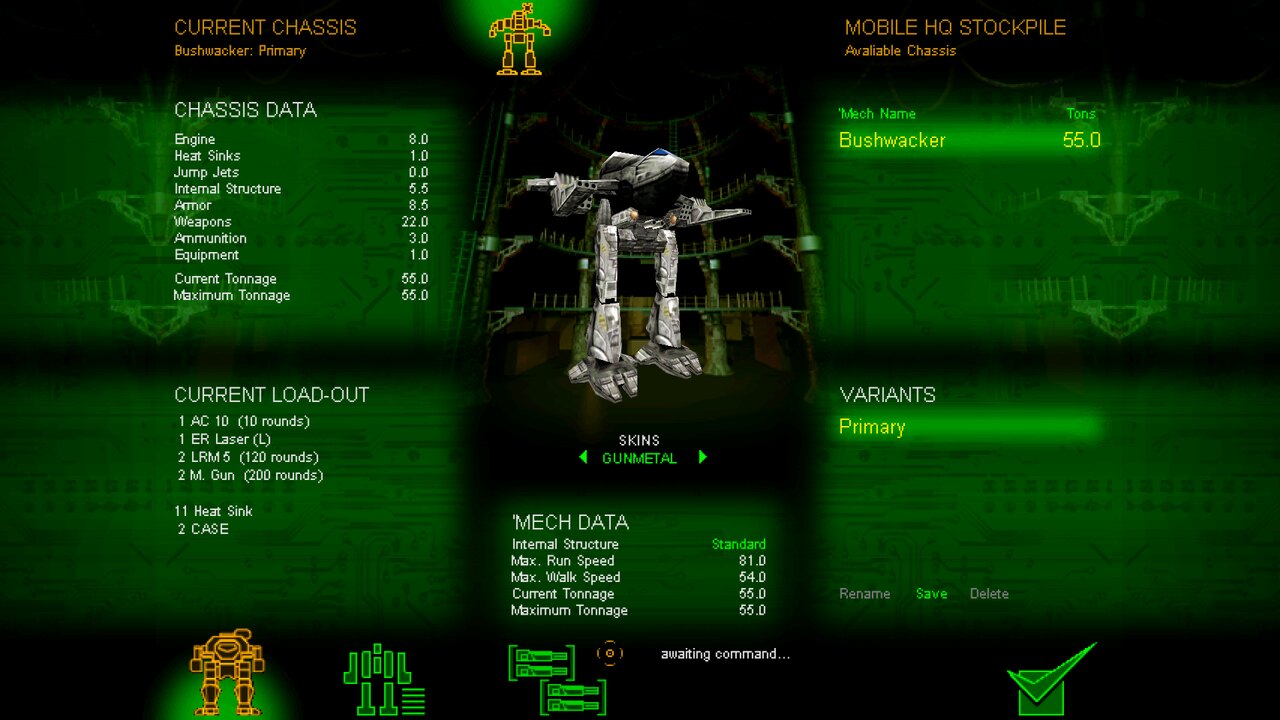 CURRENT CHASSIS
Bushwacker: Primary
MOBILE HQ STOCKPILE
Avaliable Chassis
CHASSIS DATA
Engine 8.0
Heat Sinks 1.0
Jump Jets 0.0
Internal Structure 5.5
Armor 8.5
Weapons 22.0
Ammunition 3.0
Equipment 1.0
Current Tonnage 55.0
Maximum Tonnage 55.0
'Mech Name Tons
Bushwacker 55.0
CURRENT LOAD-OUT
1 AC 10 (10 rounds)
1 ER Laser (L)
2 LRM 5 (120 rounds)
2 M. Gun (200 rounds)
11 Heat Sink
2 CASE
SKINS
GUNMETAL
'MECH DATA
Internal Structure Standard
Max. Run Speed 81.0
Max. Walk Speed 54.0
Current Tonnage 55.0
Maximum Tonnage 55.0
VARIANTS
Primary
Rename Save Delete
awaiting command...